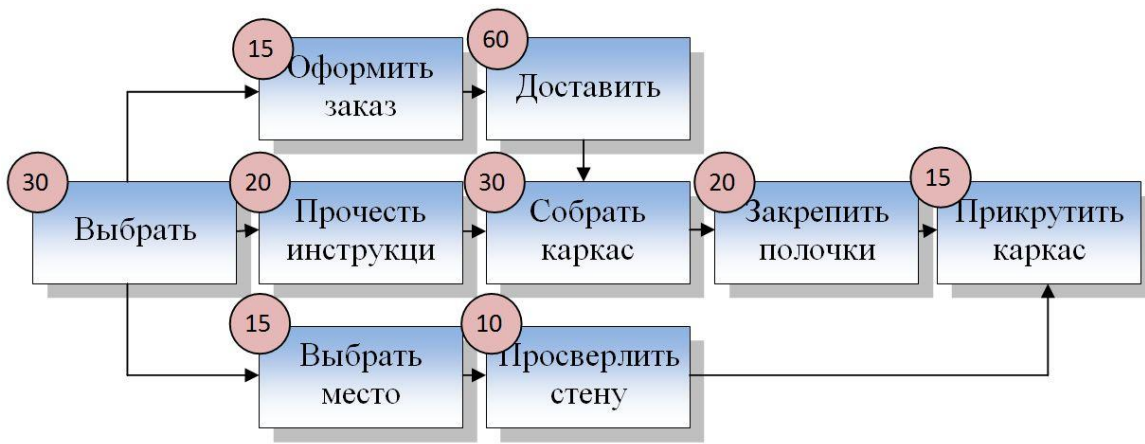 15
Оформить
заказ
60
Доставить
30
Выбрать
20
Прочесть
инструкци
30
Собрать
каркас
20
Закрепить
полочки
15
Прикрутить
каркас
15
Выбрать
место
10
Просверлить
стену